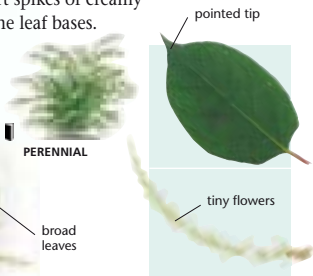 t spikes of creamy
he leaf bases.
pointed tip
PERENNIAL
tiny flowers
broad
leaves